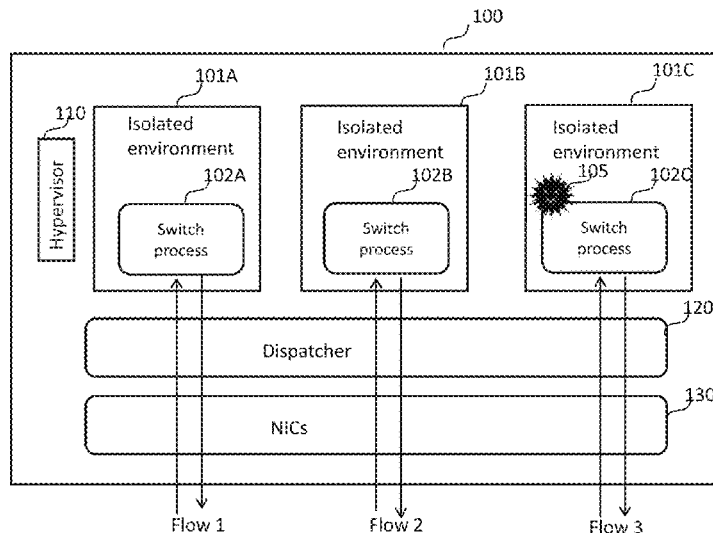 100
101A
101B
101C
110
Isolated
environment
Isolated
environment
Isolated
environment
105
102A
102B
102C
Hypervisor
Switch
process
Switch
process
Switch
process
120
Dispatcher
130
NICs
Flow 1
Flow 2
Flow 3